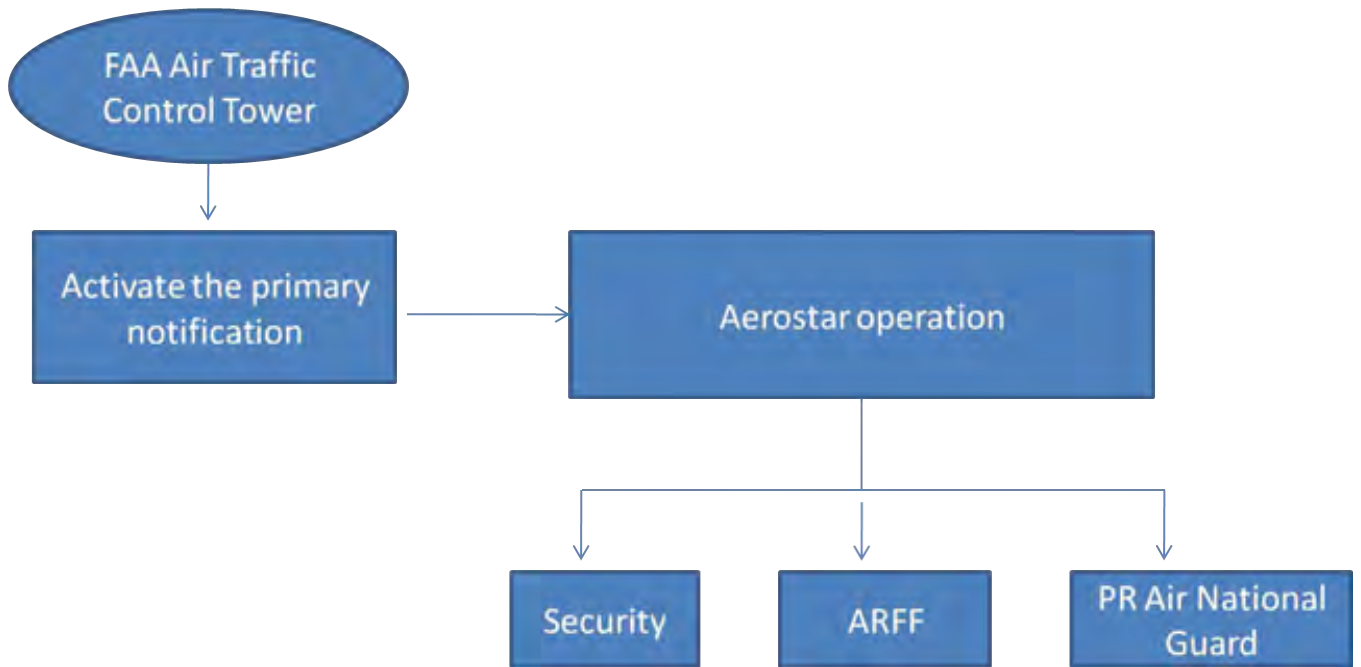 FAA Air Traffic
Control Tower
Activate the primary
notification
Aerostar operation
Security
ARFF
PR Air National
Guard